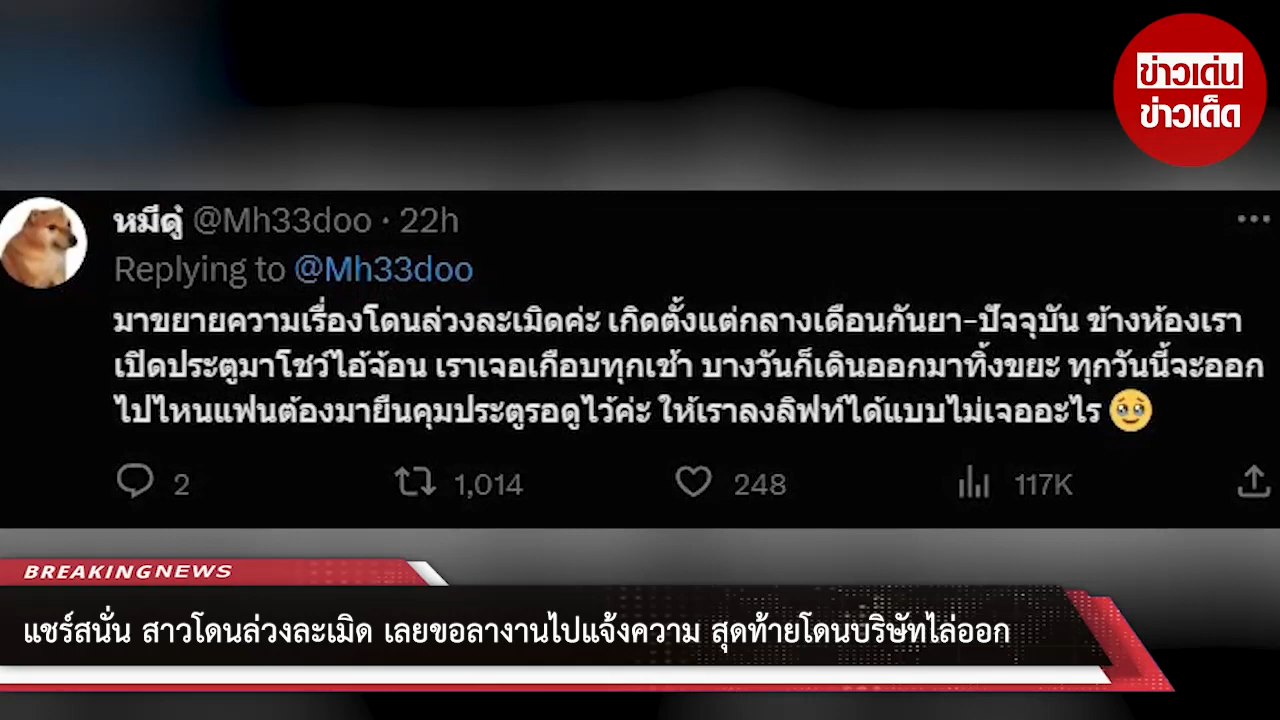 ข่าวเด่น
ข่าวเด็ด
หมีดู๋ @Mh33doo · 22h
Replying to @Mh33doo
มาขยายความเรื่องโดนล่วงละเมิดค่ะ เกิดตั้งแต่กลางเดือนกันยา-ปัจจุบัน ข้างห้องเรา
เปิดประตูมาโชว์ไอ้จ้อน เราเจอเกือบทุกเช้า บางวันก็เดินออกมาทิ้งขยะ ทุกวันนี้จะออก
ไปไหนแฟนต้องมายืนคุมประตูรอดูไว้ค่ะ ให้เราลงลิฟท์ได้แบบไม่เจออะไร 🥹
2 1,014 248 117K
BREAKINGNEWS
แชร์สนั่น สาวโดนล่วงละเมิด เลยขอลางานไปแจ้งความ สุดท้ายโดนบริษัทไล่ออก